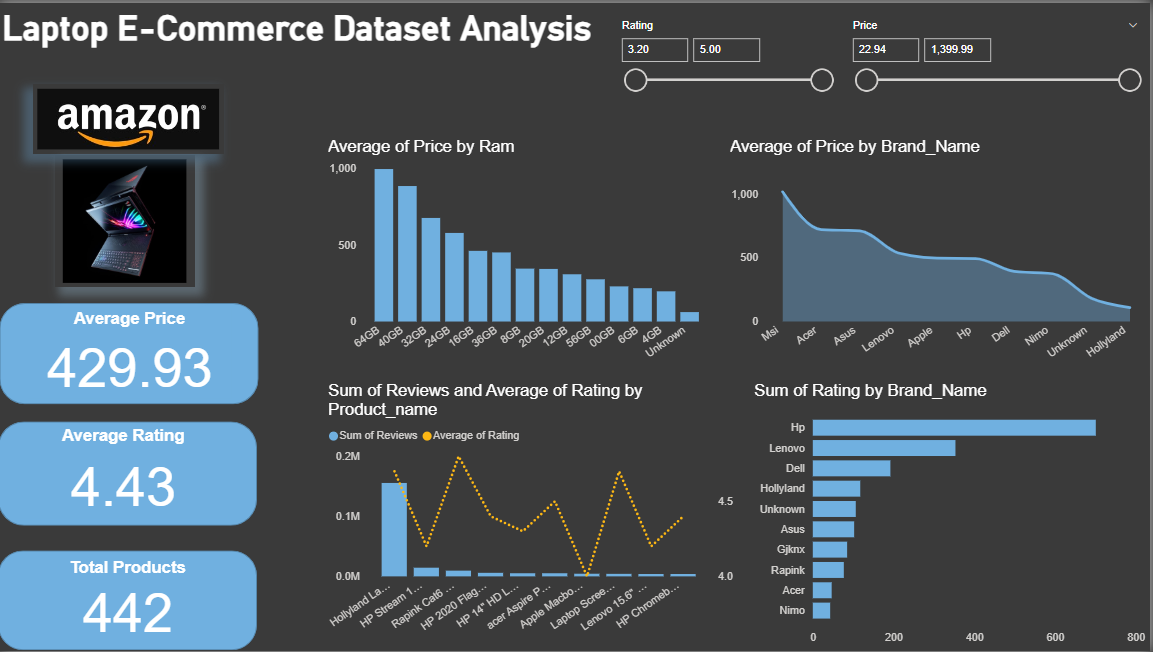 Laptop E-Commerce Dataset Analysis
Rating
3.20 5.00
Price
22.94 1,399.99
amazon
Average Price
429.93
Average Rating
4.43
Total Products
442
Average of Price by Ram
1,000
500
0
64GB 40GB 32GB 24GB 16GB 36GB 8GB 20GB 12GB 56GB 00GB 6GB 4GB Unknown
Average of Price by Brand_Name
1,000
500
0
Msi Acer Asus Lenovo Apple Hp Dell Nimo Unknown Hollyland
Sum of Reviews and Average of Rating by
Product_name
Sum of Reviews Average of Rating
0.2M
0.1M
0.0M
4.5
4.0
Hollyland La... HP Stream 1... Rapink Cat6 ... HP 2020 Flag... HP 14" HD L... acer Aspire P... Apple Macbo... Laptop Scree... Lenovo 15.6" ... HP Chromeb...
Sum of Rating by Brand_Name
Hp
Lenovo
Dell
Hollyland
Unknown
Asus
Gjknx
Rapink
Acer
Nimo
0 200 400 600 800